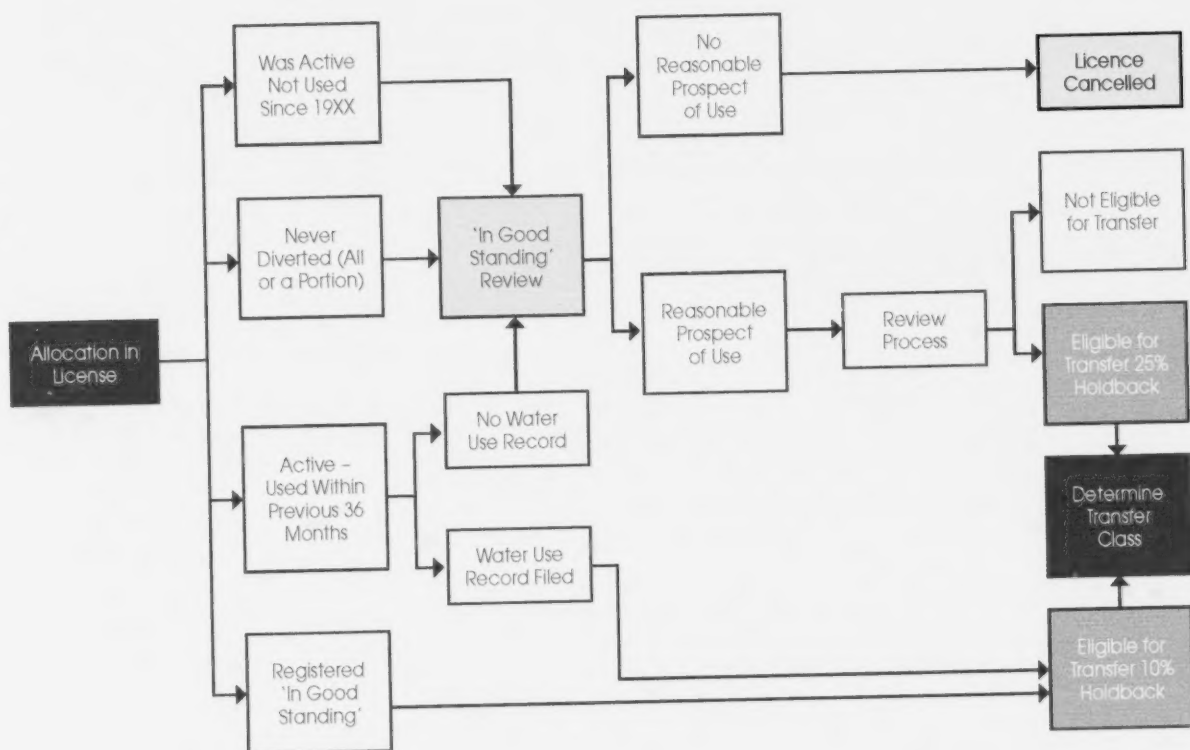 Was Active
Not Used
Since 19XX
No
Reasonable
Prospect
of Use
Licence
Cancelled
Never
Diverted (All
or a Portion)
'In Good
Standing'
Review
Not Eligible
for Transfer
Allocation in
License
Reasonable
Prospect
of Use
Review
Process
Eligible for
Transfer 25%
Holdback
Active –
Used Within
Previous 36
Months
No Water
Use Record
Water Use
Record Filed
Determine
Transfer
Class
Registered
'In Good
Standing'
Eligible for
Transfer 10%
Holdback